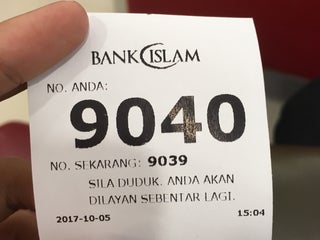 BANK ISLAM
NO. ANDA:
9040
NO. SEKARANG: 9039
SILA DUDUK. ANDA AKAN
DILAYAN SEBENTAR LAGI.
2017-10-05 15:04